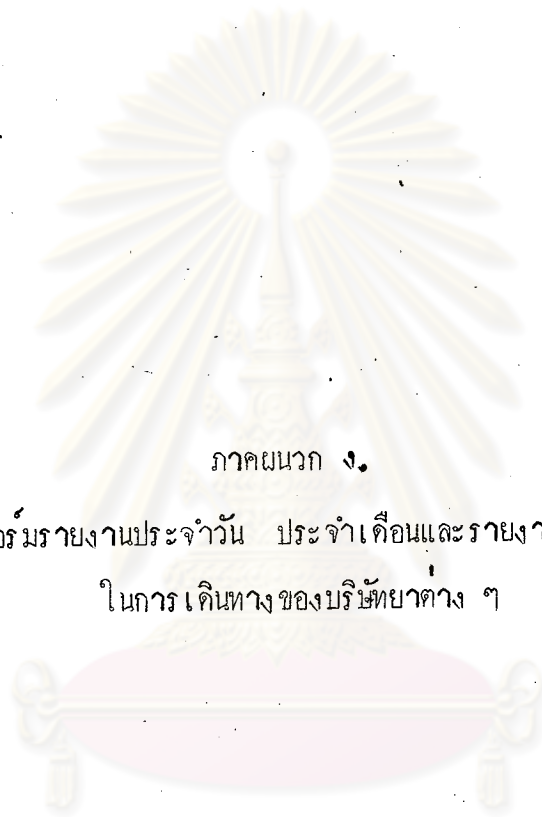 ภาคผนวก ง.
อร์มรายงานประจำวัน ประจำเดือนและรายงา
ในการเดินทางของบริษัทยาต่าง ๆ